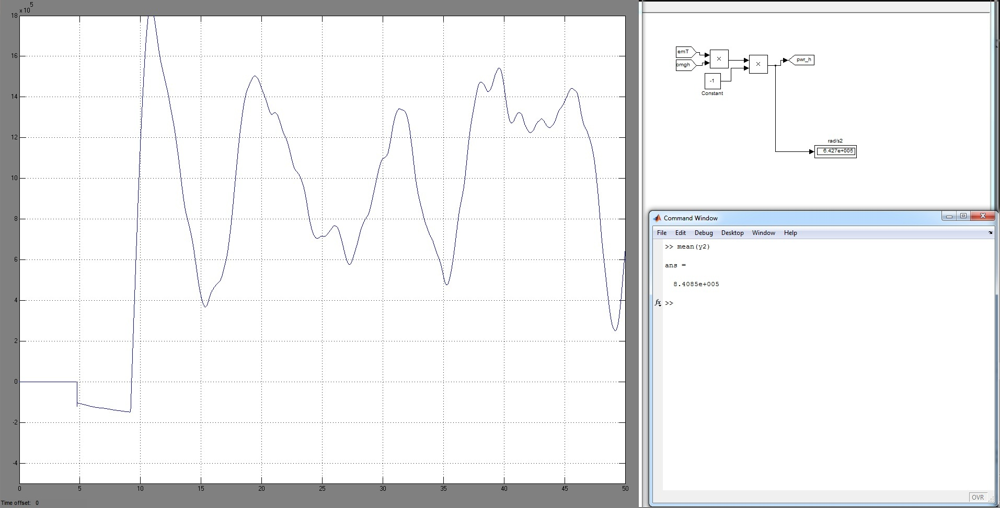 x 10
5
18
16
14
12
10
8
6
4
2
0
-2
-4
0 5 10 15 20 25 30 35 40 45 50
Time offset: 0
emT
omgh
-1
Constant
pwr_h
rad/s2
6.427e+005
Command Window
File Edit Debug Desktop Window Help
>> mean(y2)
ans =
8.4085e+005
fx >>
OVR